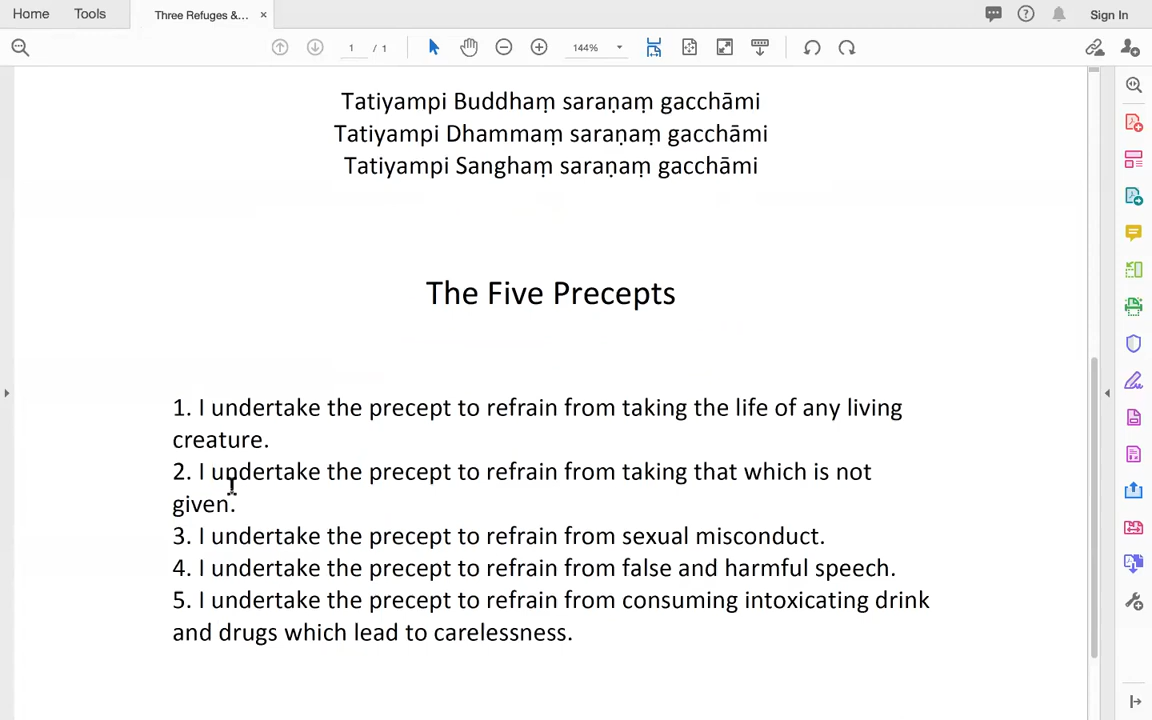 Home Tools Three Refuges &... × Sign In
1 / 1 144%
Tatiyampi Buddhaṃ saraṇaṃ gacchāmi
Tatiyampi Dhammaṃ saraṇaṃ gacchāmi
Tatiyampi Sanghaṃ saraṇaṃ gacchāmi
The Five Precepts
1. I undertake the precept to refrain from taking the life of any living
creature.
2. I undertake the precept to refrain from taking that which is not
given.
3. I undertake the precept to refrain from sexual misconduct.
4. I undertake the precept to refrain from false and harmful speech.
5. I undertake the precept to refrain from consuming intoxicating drink
and drugs which lead to carelessness.